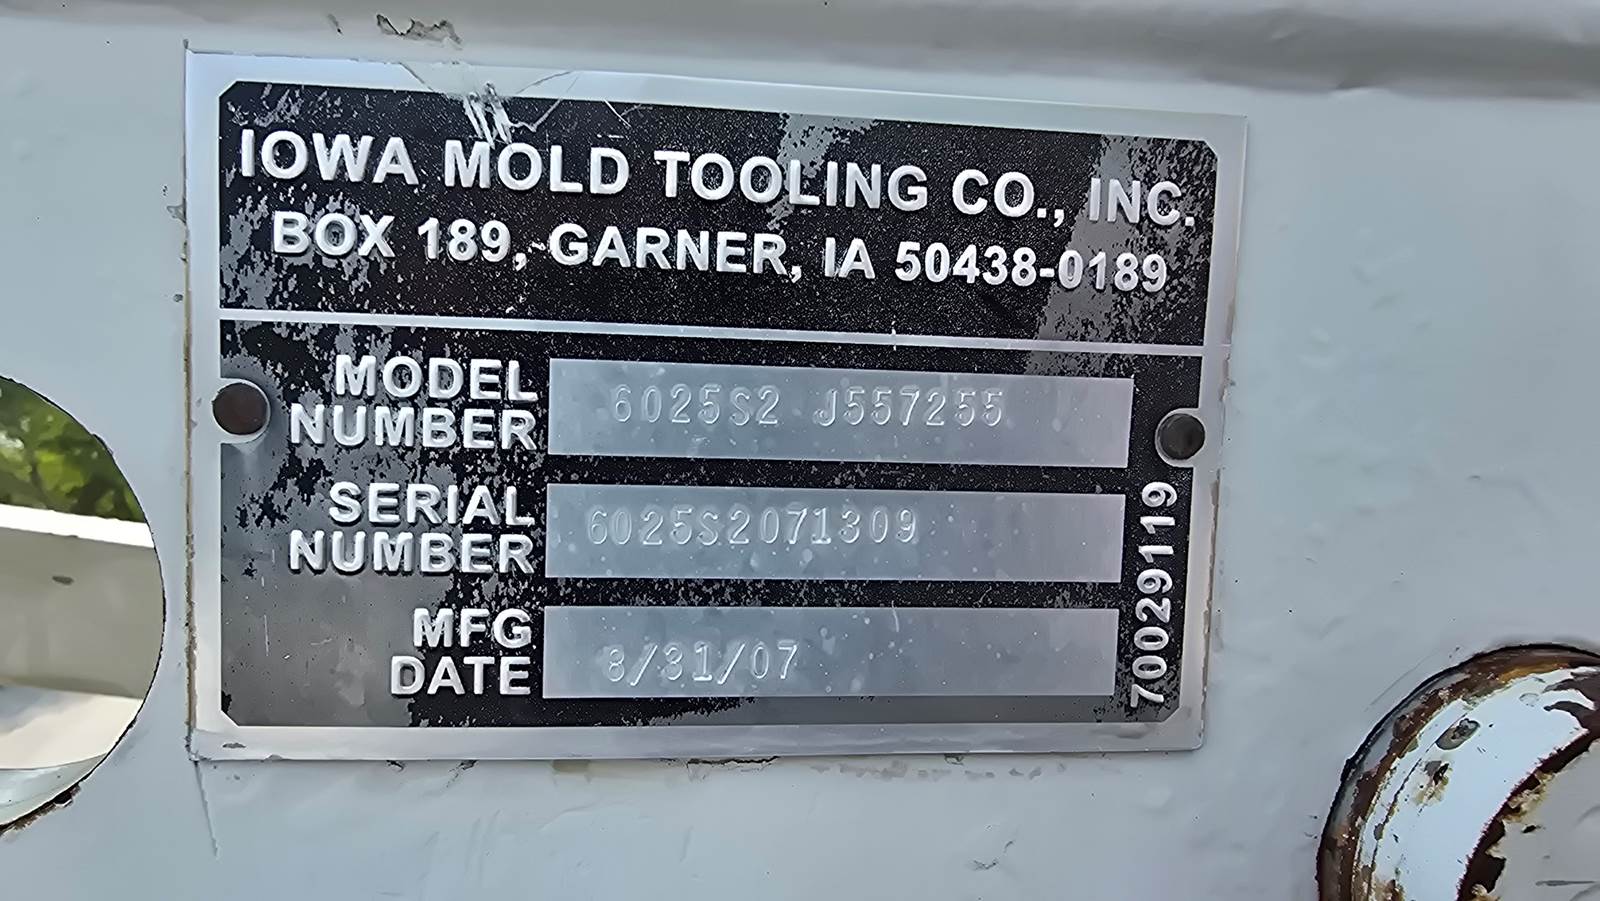 IOWA MOLD TOOLING CO., INC.
BOX 189, GARNER, IA 50438-0189
MODEL NUMBER 6025S2 J557255
SERIAL NUMBER 6025S2071309
MFG DATE 8/31/07
70029119